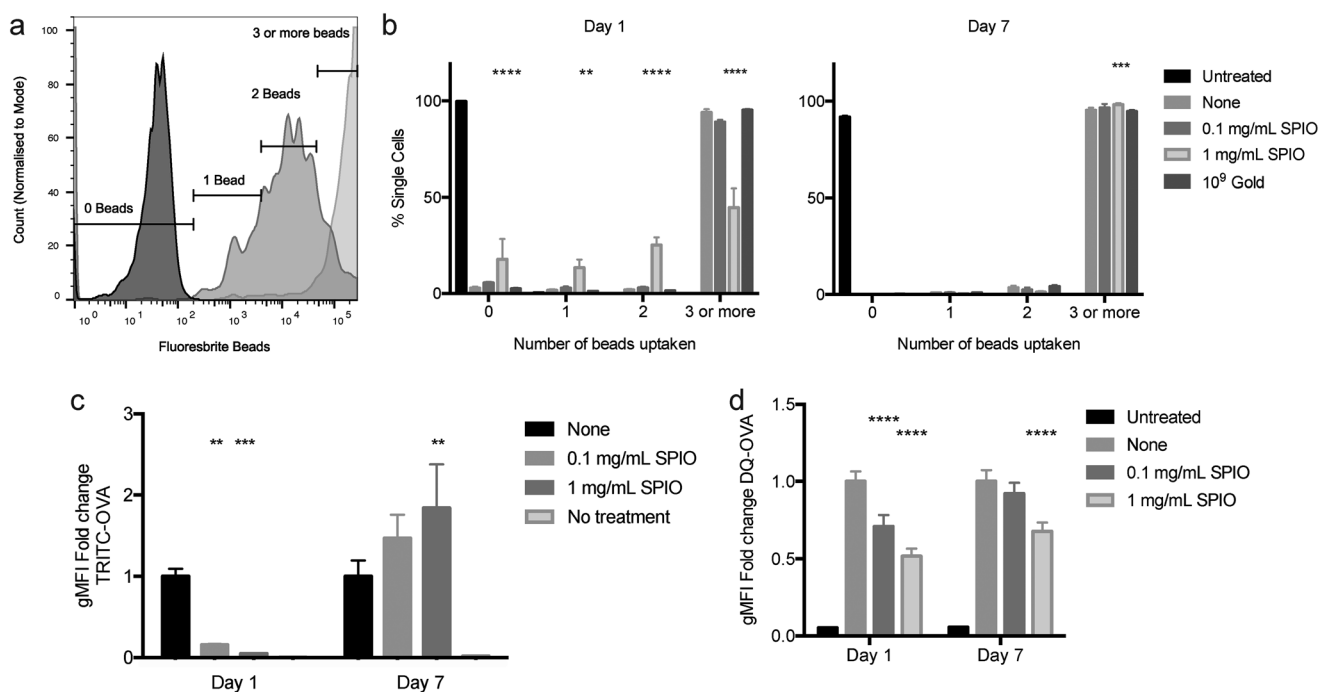 a
Count (Normalised to Mode)
100
80
60
40
20
0
3 or more beads
2 Beads
1 Bead
0 Beads
10^0 10^1 10^2 10^3 10^4 10^5
Fluoresbrite Beads
b
Day 1
% Single Cells
100
50
0
**** ** **** ****
0 1 2 3 or more
Number of beads uptaken
Day 7
100
50
0
***
0 1 2 3 or more
Number of beads uptaken
Untreated
None
0.1 mg/mL SPIO
1 mg/mL SPIO
10^9 Gold
c
gMFI Fold change
TRITC-OVA
3
2
1
0
** *** **
Day 1 Day 7
None
0.1 mg/mL SPIO
1 mg/mL SPIO
No treatment
d
gMFI Fold change DQ-OVA
1.5
1.0
0.5
0.0
****
**** ****
Day 1 Day 7
Untreated
None
0.1 mg/mL SPIO
1 mg/mL SPIO